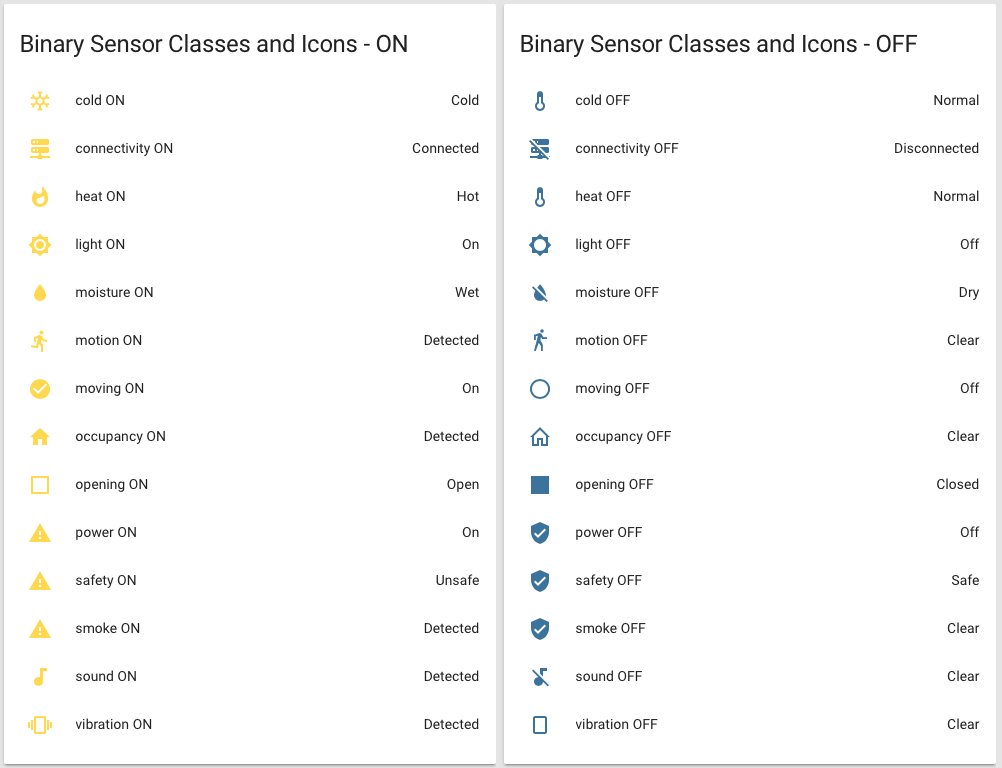 Binary Sensor Classes and Icons - ON
cold ON Cold
connectivity ON Connected
heat ON Hot
light ON On
moisture ON Wet
motion ON Detected
moving ON On
occupancy ON Detected
opening ON Open
power ON On
safety ON Unsafe
smoke ON Detected
sound ON Detected
vibration ON Detected
Binary Sensor Classes and Icons - OFF
cold OFF Normal
connectivity OFF Disconnected
heat OFF Normal
light OFF Off
moisture OFF Dry
motion OFF Clear
moving OFF Off
occupancy OFF Clear
opening OFF Closed
power OFF Off
safety OFF Safe
smoke OFF Clear
sound OFF Clear
vibration OFF Clear